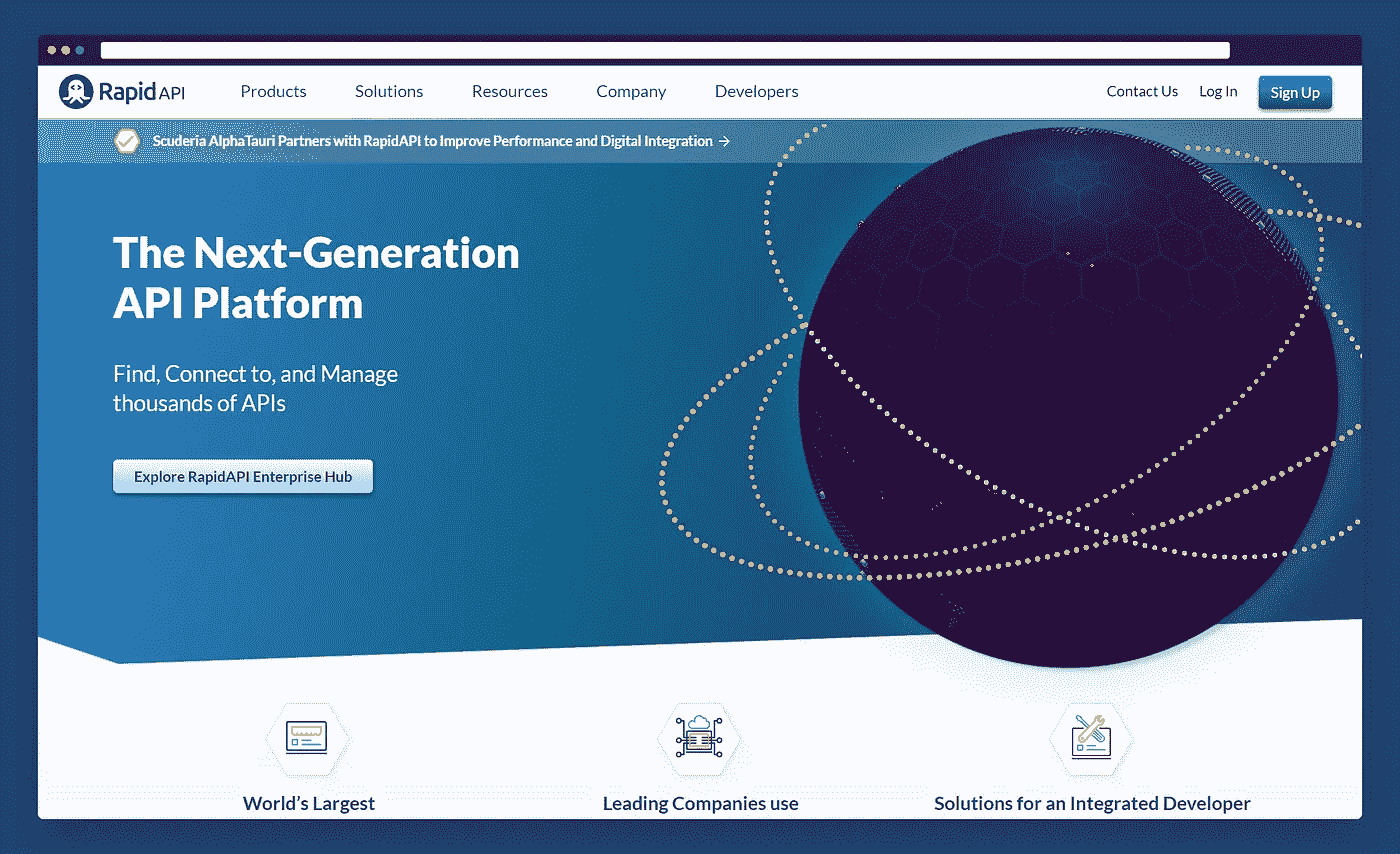 Rapid API
Products
Solutions
Resources
Company
Developers
Contact Us
Log In
Sign Up
Scuderia AlphaTauri Partners with RapidAPI to Improve Performance and Digital Integration →
The Next-Generation
API Platform
Find, Connect to, and Manage
thousands of APIs
Explore RapidAPI Enterprise Hub
World's Largest
Leading Companies use
Solutions for an Integrated Developer